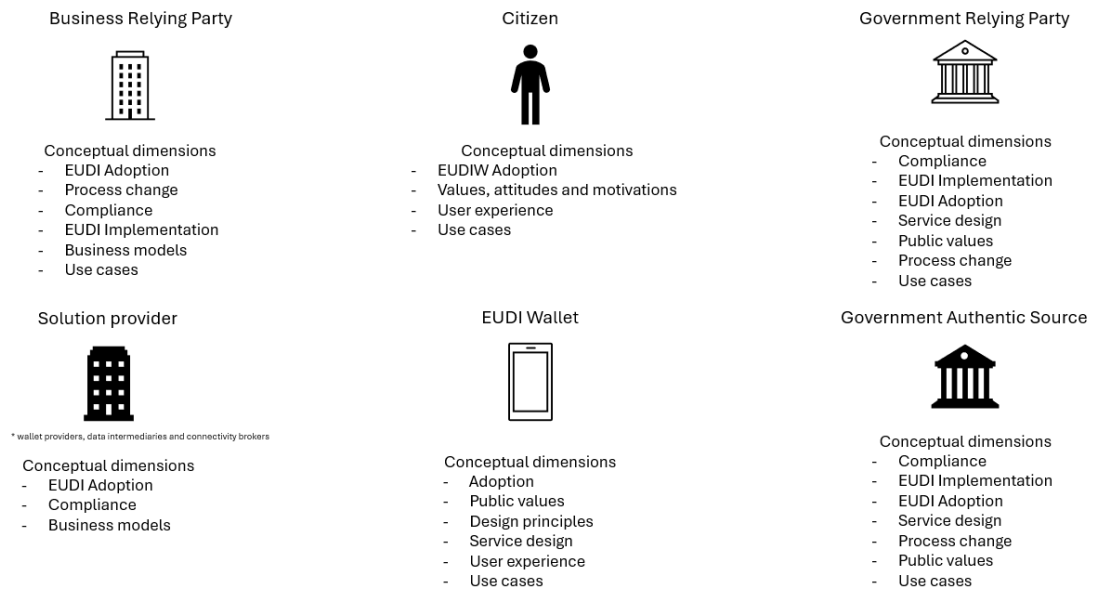 Business Relying Party
Conceptual dimensions
- EUDI Adoption
- Process change
- Compliance
- EUDI Implementation
- Business models
- Use cases
Citizen
Conceptual dimensions
- EUDIW Adoption
- Values, attitudes and motivations
- User experience
- Use cases
Government Relying Party
Conceptual dimensions
- Compliance
- EUDI Implementation
- EUDI Adoption
- Service design
- Public values
- Process change
- Use cases
Solution provider
* wallet providers, data intermediaries and connectivity brokers
Conceptual dimensions
- EUDI Adoption
- Compliance
- Business models
EUDI Wallet
Conceptual dimensions
- Adoption
- Public values
- Design principles
- Service design
- User experience
- Use cases
Government Authentic Source
Conceptual dimensions
- Compliance
- EUDI Implementation
- EUDI Adoption
- Service design
- Process change
- Public values
- Use cases